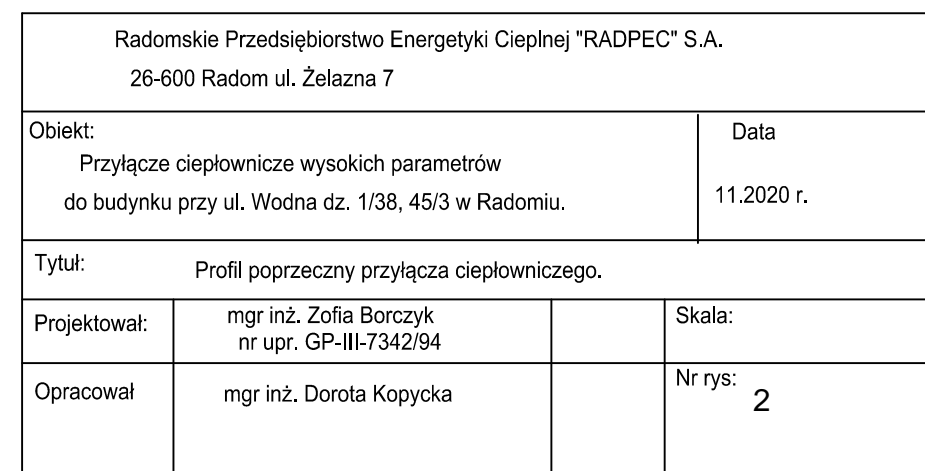 Radomskie Przedsiębiorstwo Energetyki Cieplnej "RADPEC" S.A.
26-600 Radom ul. Żelazna 7
Obiekt:
Przyłącze ciepłownicze wysokich parametrów
do budynku przy ul. Wodna dz. 1/38, 45/3 w Radomiu.
Data
11.2020 r.
Tytuł:
Profil poprzeczny przyłącza ciepłowniczego.
Projektował:
mgr inż. Zofia Borczyk
nr upr. GP-III-7342/94
Skala:
Opracował
mgr inż. Dorota Kopycka
Nr rys:
2